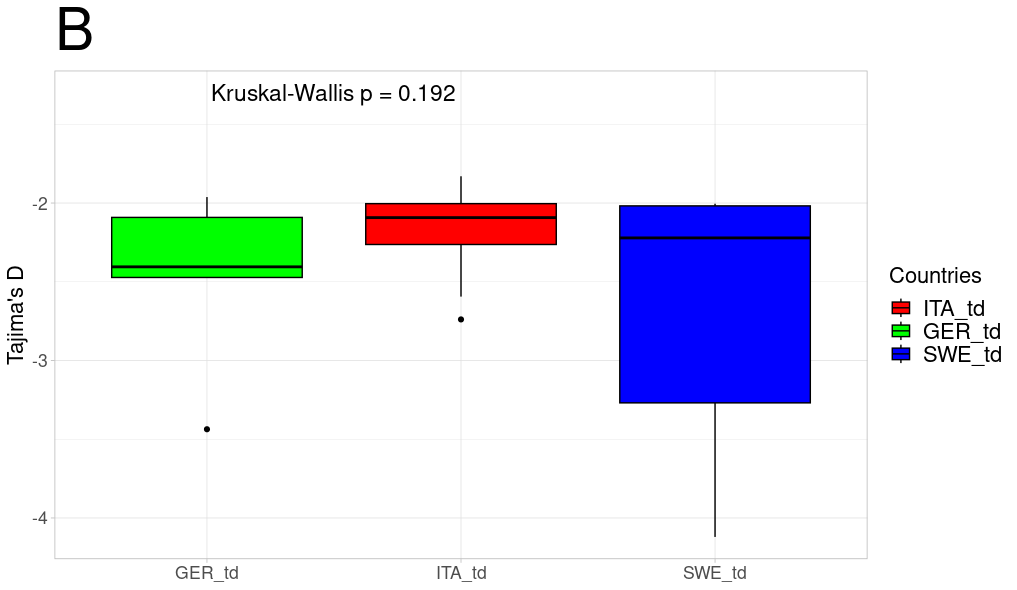 B
Kruskal-Wallis p = 0.192
Tajima's D
-2
-3
-4
GER_td
ITA_td
SWE_td
Countries
ITA_td
GER_td
SWE_td